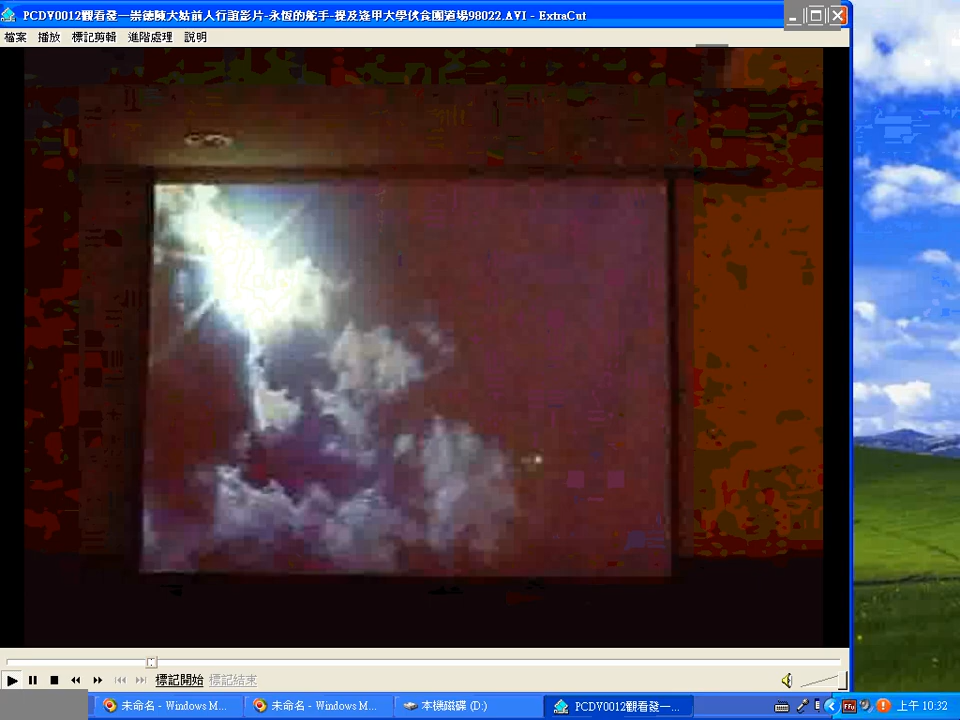 PCDV0012觀看發一崇德陳大姑前人行誼影片-永恆的舵手-提及逢甲大學伙食團道場98022.AVI - ExtraCut
檔案 播放 標記剪輯 進階處理 說明
標記開始 標記結束
未命名 - Windows M... 未命名 - Windows M... 本機磁碟 (D:) PCDV0012觀看發一... 上午 10:32